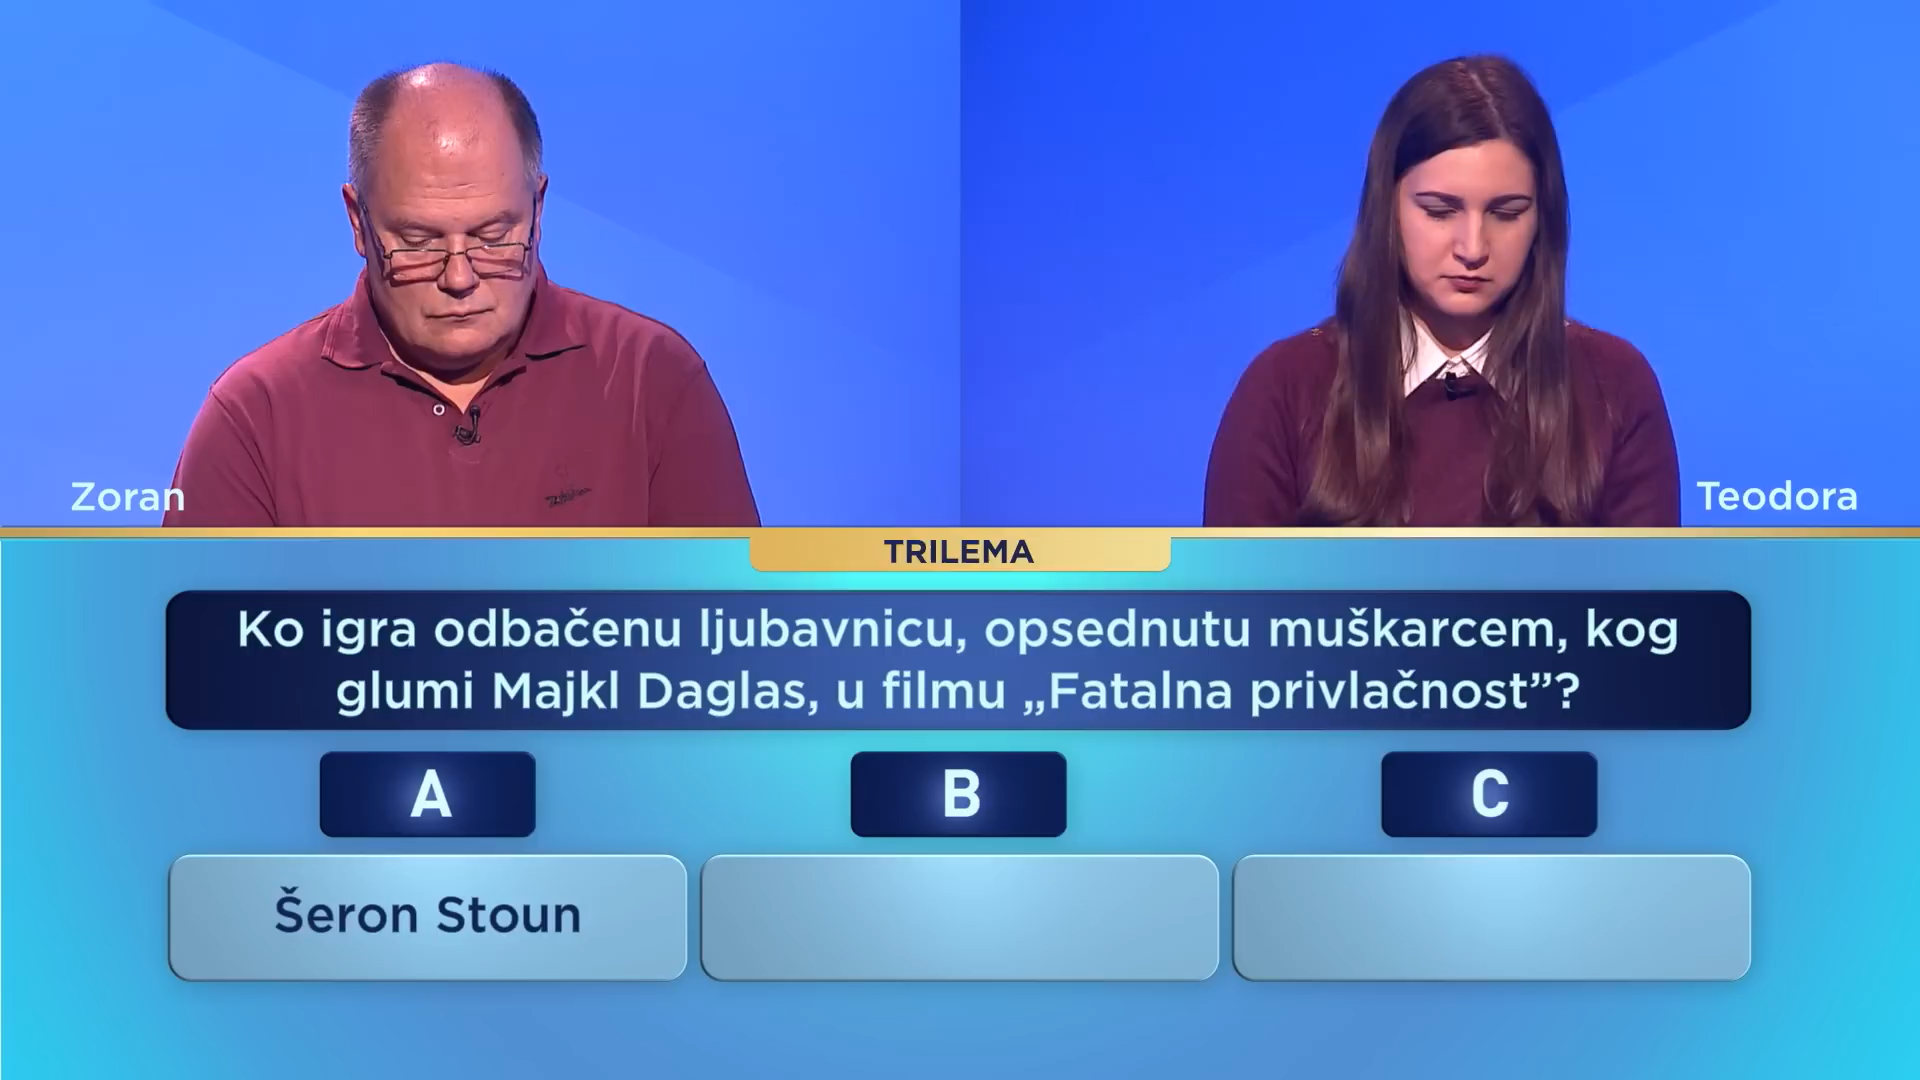 Zoran
Teodora
TRILEMA
Ko igra odbačenu ljubavnicu, opsednutu muškarcem, kog
glumi Majkl Daglas, u filmu „Fatalna privlačnost”?
A
B
C
Šeron Stoun